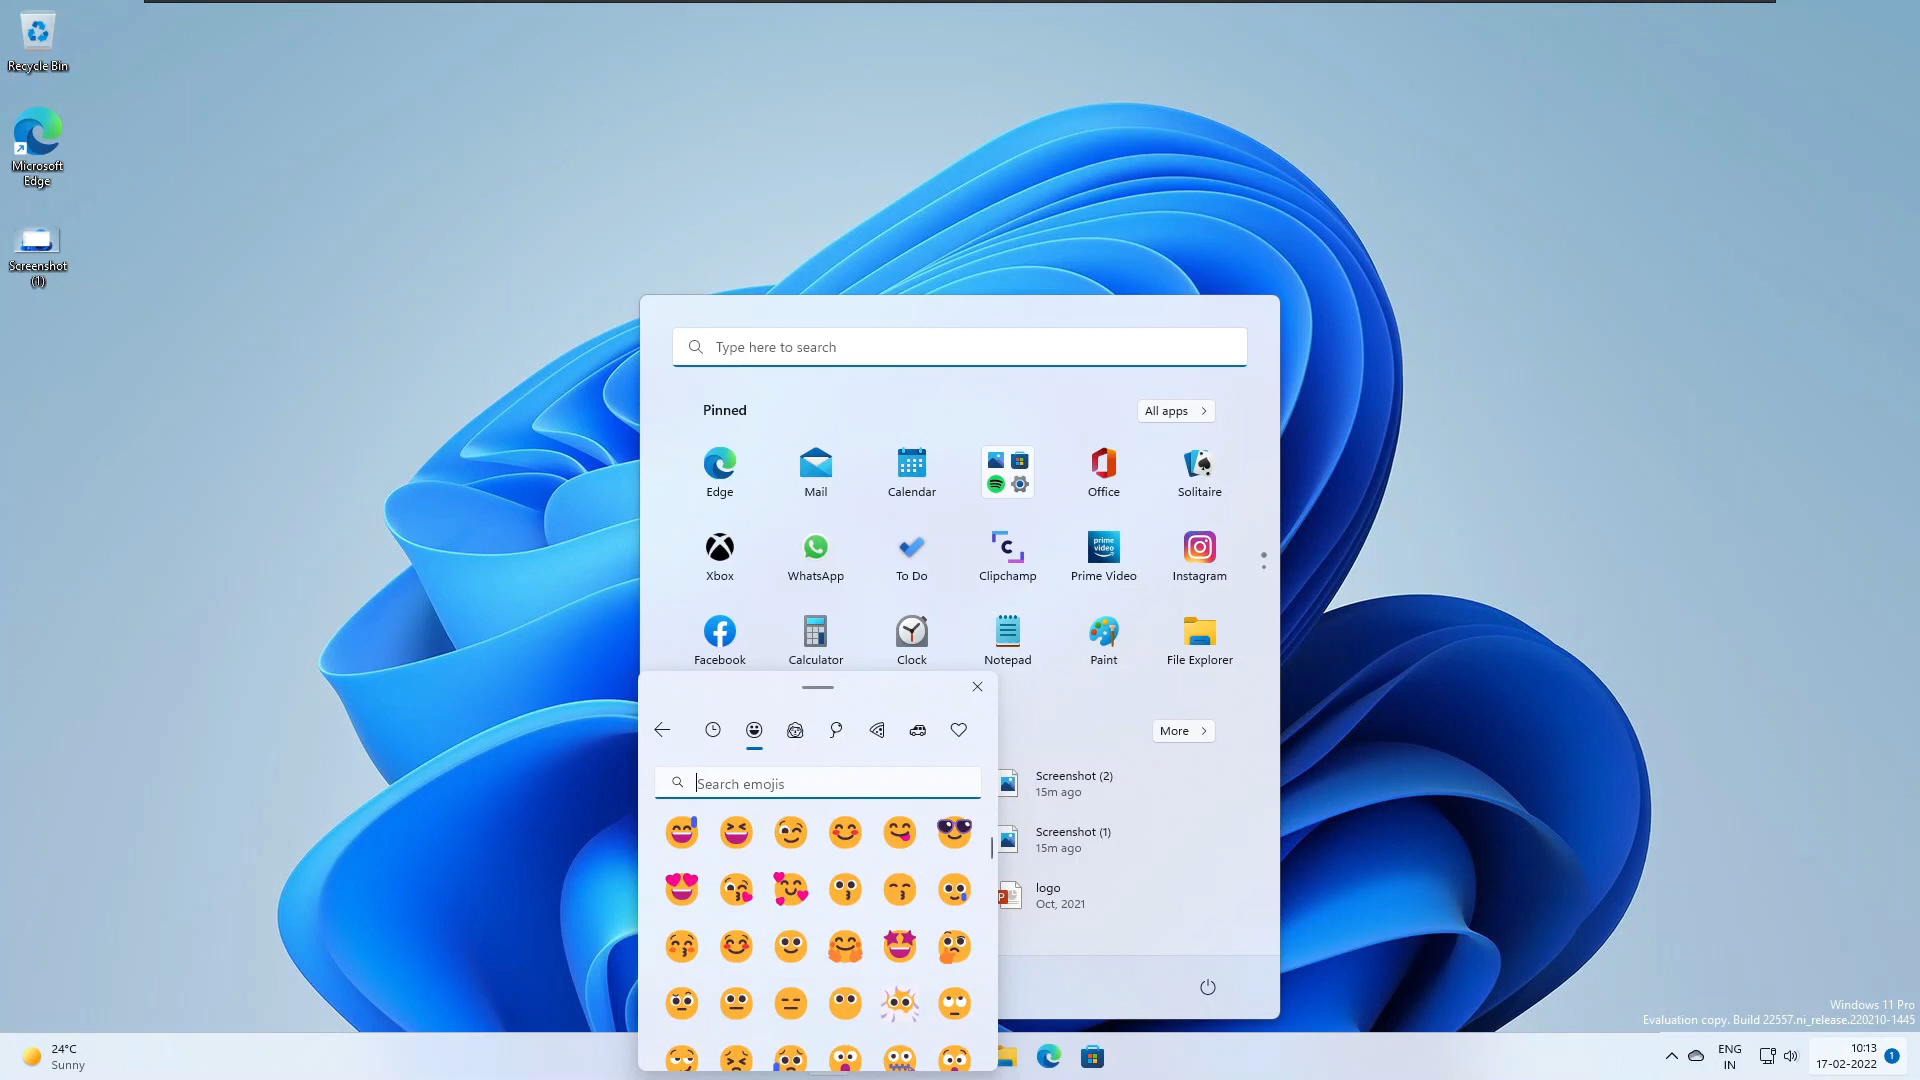 Recycle Bin
Microsoft
Edge
Screenshot
(1)
Type here to search
Pinned
All apps
Edge
Mail
Calendar
Office
Solitaire
Xbox
WhatsApp
To Do
Clipchamp
prime
video
Prime Video
Instagram
Facebook
Calculator
Clock
Notepad
Paint
File Explorer
More
Search emojis
Screenshot (2)
15m ago
Screenshot (1)
15m ago
logo
Oct, 2021
Windows 11 Pro
Evaluation copy. Build 22557.ni_release.220210-1445
24°C
Sunny
ENG
IN
10:13
17-02-2022
1